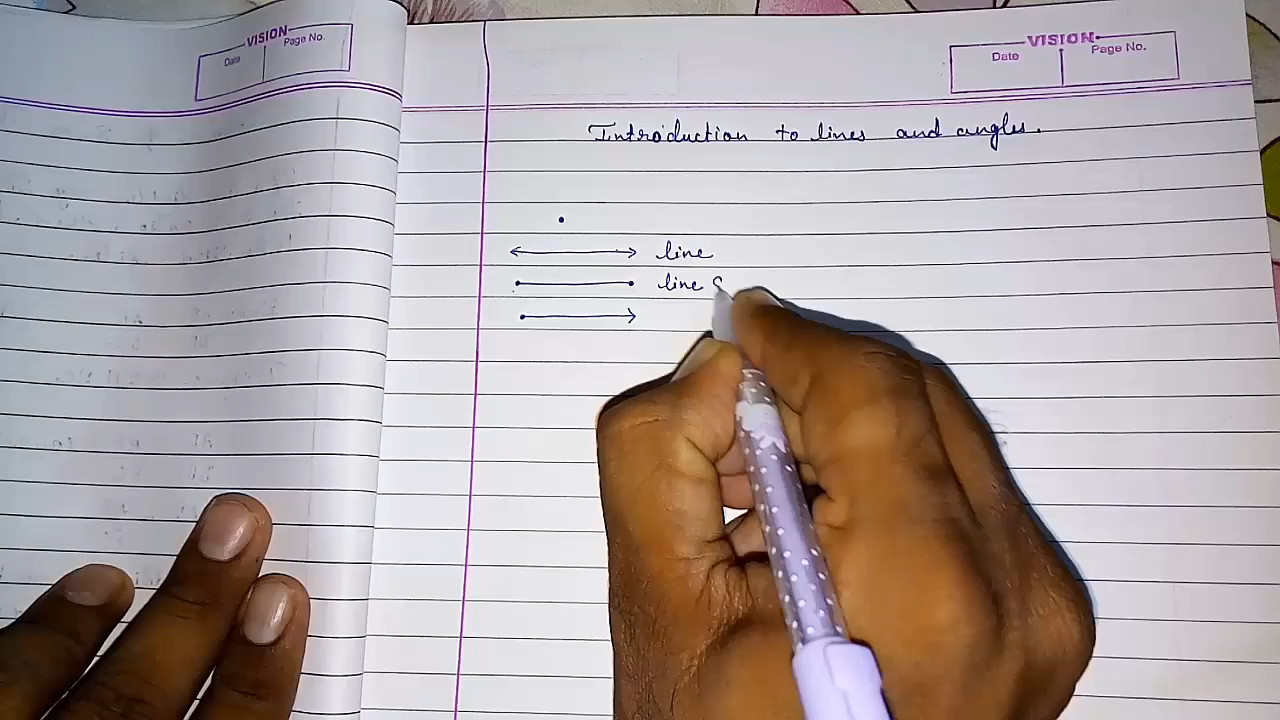 VISION
Date
Page No.
VISION
Date
Page No.
Introduction to lines and angles.
line
line S